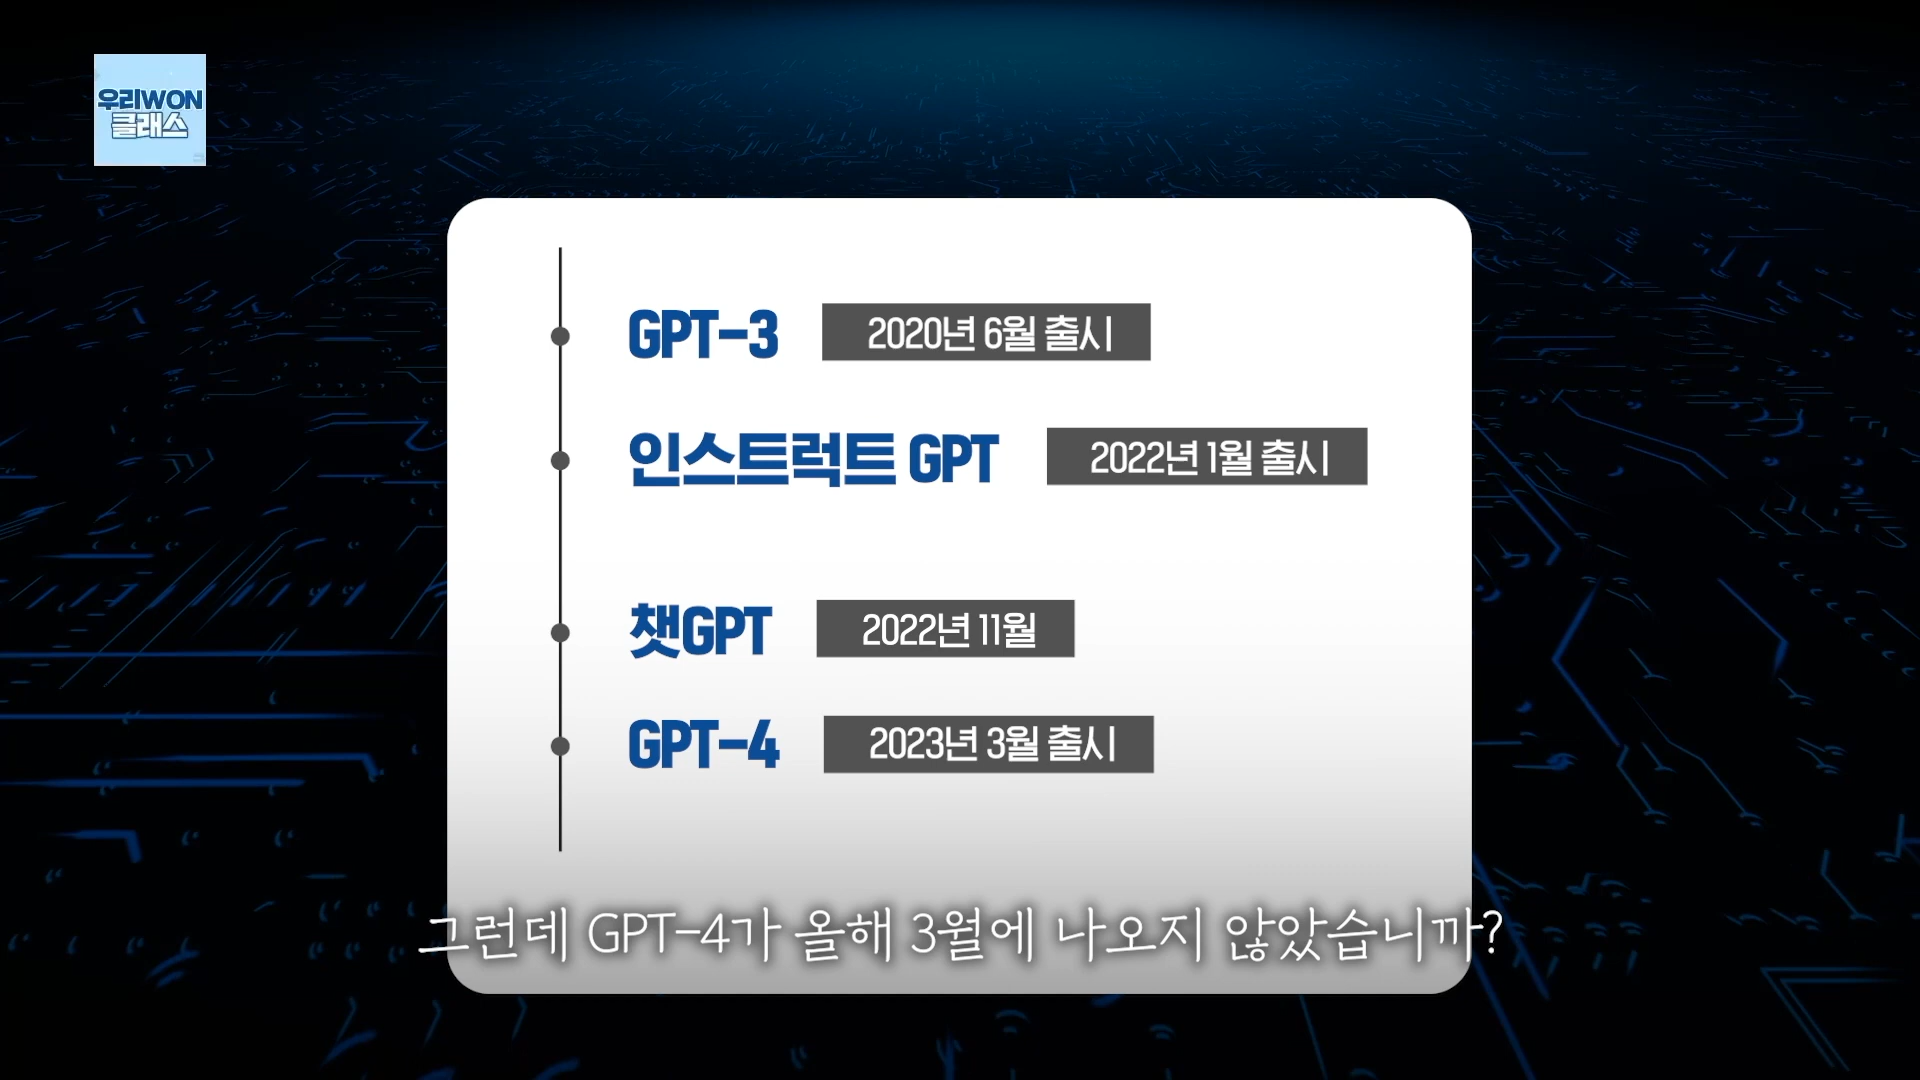 우리WON
클래스
GPT-3 2020년 6월 출시
인스트럭트 GPT 2022년 1월 출시
챗GPT 2022년 11월
GPT-4 2023년 3월 출시
그런데 GPT-4가 올해 3월에 나오지 않았습니까?